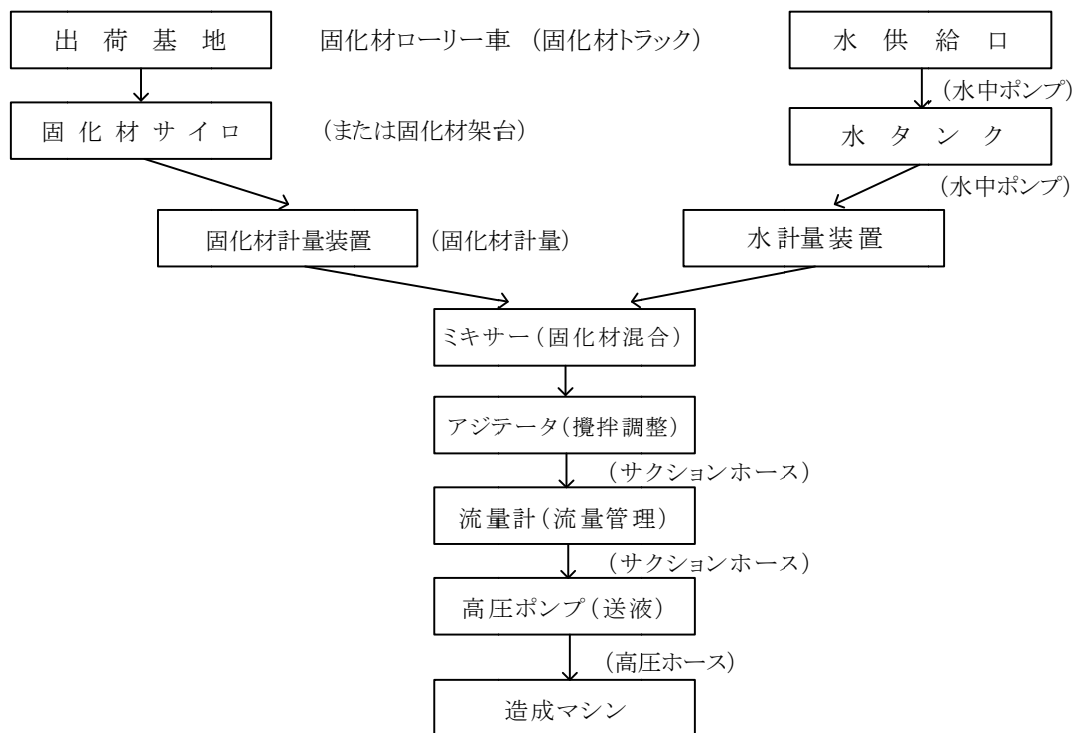 出荷基地 固化材ローリー車 (固化材トラック) 水供給口
(水中ポンプ)
固化材サイロ (または固化材架台) 水タンク
(水中ポンプ)
固化材計量装置 (固化材計量) 水計量装置
ミキサー(固化材混合)
アジテータ(攪拌調整)
(サクションホース)
流量計(流量管理)
(サクションホース)
高圧ポンプ(送液)
(高圧ホース)
造成マシン